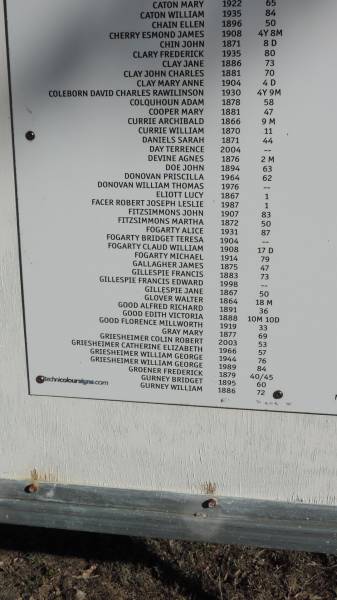 CATON MARY 1922 65
CATON WILLIAM 1935 84
CHAIN ELLEN 1896 50
CHERRY ESMOND JAMES 1908 4Y 8M
CHIN JOHN 1871 8 D
CLARY FREDERICK 1935 80
CLAY JANE 1886 73
CLAY JOHN CHARLES 1881 70
CLAY MARY ANNE 1904 4 D
COLEBORN DAVID CHARLES RAWILINSON 1930 4Y 9M
COLQUHOUN ADAM 1878 58
COOPER MARY 1881 47
CURRIE ARCHIBALD 1866 9 M
CURRIE WILLIAM 1870 11
DANIELS SARAH 1871 44
DAY TERRENCE 2004 --
DEVINE AGNES 1876 2 M
DOE JOHN 1894 63
DONOVAN PRISCILLA 1964 62
DONOVAN WILLIAM THOMAS 1976 --
ELIOTT LUCY 1867 1
FACER ROBERT JOSEPH LESLIE 1987 1
FITZSIMMONS JOHN 1907 83
FITZSIMMONS MARTHA 1872 50
FOGARTY ALICE 1931 87
FOGARTY BRIDGET TERESA 1904 --
FOGARTY CLAUD WILLIAM 1908 17 D
FOGARTY MICHAEL 1914 79
GALLAGHER JAMES 1875 47
GILLESPIE FRANCIS 1883 73
GILLESPIE FRANCIS EDWARD 1998 --
GILLESPIE JANE 1867 50
GLOVER WALTER 1864 18 M
GOOD ALFRED RICHARD 1891 36
GOOD EDITH VICTORIA 1888 10M 10D
GOOD FLORENCE MILLWORTH 1919 33
GRAY MARY 1877 69
GRIESHEIMER COLIN ROBERT 2003 53
GRIESHEIMER CATHERINE ELIZABETH 1966 57
GRIESHEIMER WILLIAM GEORGE 1944 76
GRIESHEIMER WILLIAM GEORGE 1989 84
GROENER FREDERICK 1879 40/45
GURNEY BRIDGET 1895 60
GURNEY WILLIAM 1886 72
technicoloursigns.com